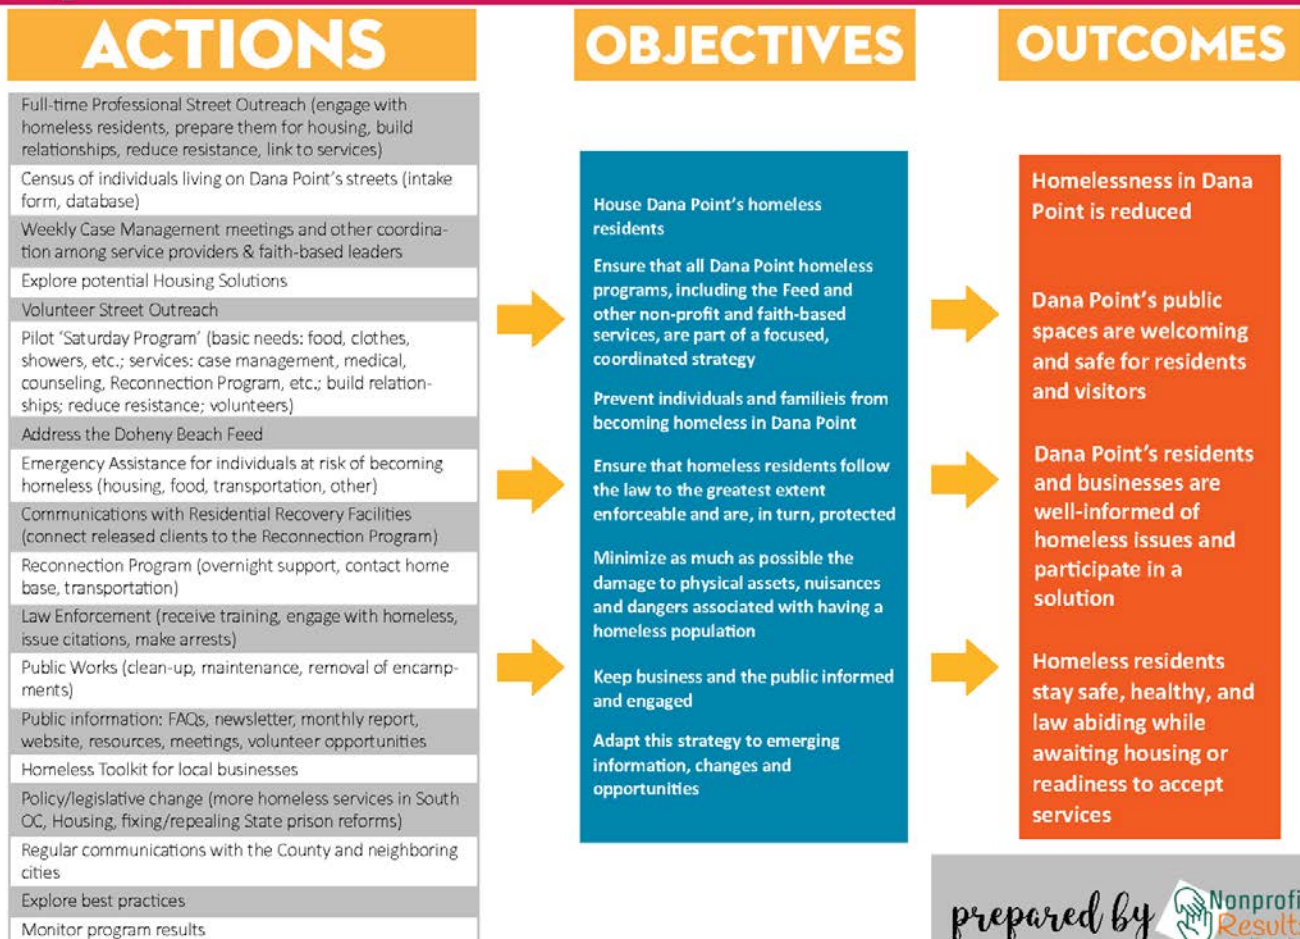 ACTIONS
Full-time Professional Street Outreach (engage with
homeless residents, prepare them for housing, build
relationships, reduce resistance, link to services)
Census of individuals living on Dana Point's streets (intake
form, database)
Weekly Case Management meetings and other coordina-
tion among service providers & faith-based leaders
Explore potential Housing Solutions
Volunteer Street Outreach
Pilot 'Saturday Program' (basic needs: food, clothes,
showers, etc.; services: case management, medical,
counseling, Reconnection Program, etc.; build relation-
ships; reduce resistance; volunteers)
Address the Doheny Beach Feed
Emergency Assistance for individuals at risk of becoming
homeless (housing, food, transportation, other)
Communications with Residential Recovery Facilities
(connect released clients to the Reconnection Program)
Reconnection Program (overnight support, contact home
base, transportation)
Law Enforcement (receive training, engage with homeless,
issue citations, make arrests)
Public Works (clean-up, maintenance, removal of encamp-
ments)
Public information: FAQs, newsletter, monthly report,
website, resources, meetings, volunteer opportunities
Homeless Toolkit for local businesses
Policy/legislative change (more homeless services in South
OC, Housing, fixing/repealing State prison reforms)
Regular communications with the County and neighboring
cities
Explore best practices
Monitor program results
OBJECTIVES
House Dana Point's homeless
residents
Ensure that all Dana Point homeless
programs, including the Feed and
other non-profit and faith-based
services, are part of a focused,
coordinated strategy
Prevent individuals and familieis from
becoming homeless in Dana Point
Ensure that homeless residents follow
the law to the greatest extent
enforceable and are, in turn, protected
Minimize as much as possible the
damage to physical assets, nuisances
and dangers associated with having a
homeless population
Keep business and the public informed
and engaged
Adapt this strategy to emerging
information, changes and
opportunities
OUTCOMES
Homelessness in Dana
Point is reduced
Dana Point's public
spaces are welcoming
and safe for residents
and visitors
Dana Point's residents
and businesses are
well-informed of
homeless issues and
participate in a
solution
Homeless residents
stay safe, healthy, and
law abiding while
awaiting housing or
readiness to accept
services
prepared by
Nonprofi
Results